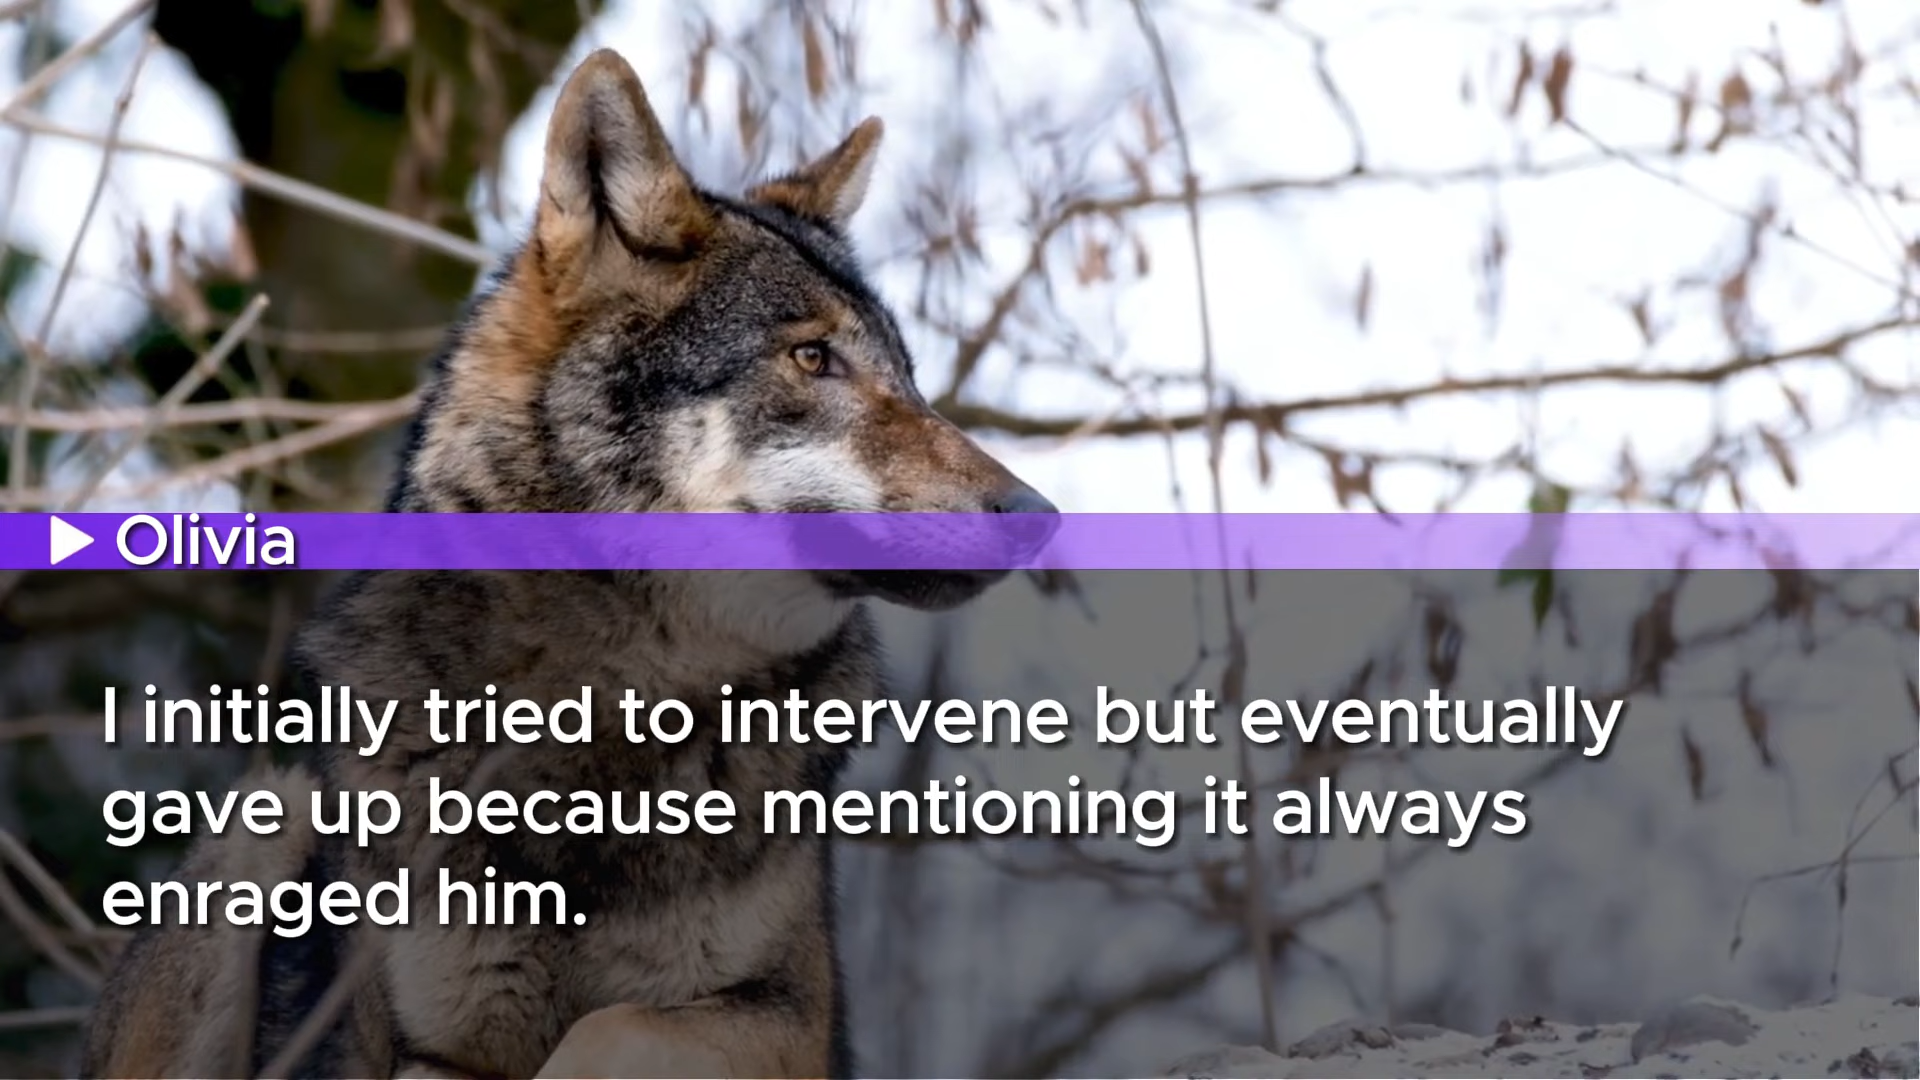 Olivia
I initially tried to intervene but eventually
gave up because mentioning it always
enraged him.